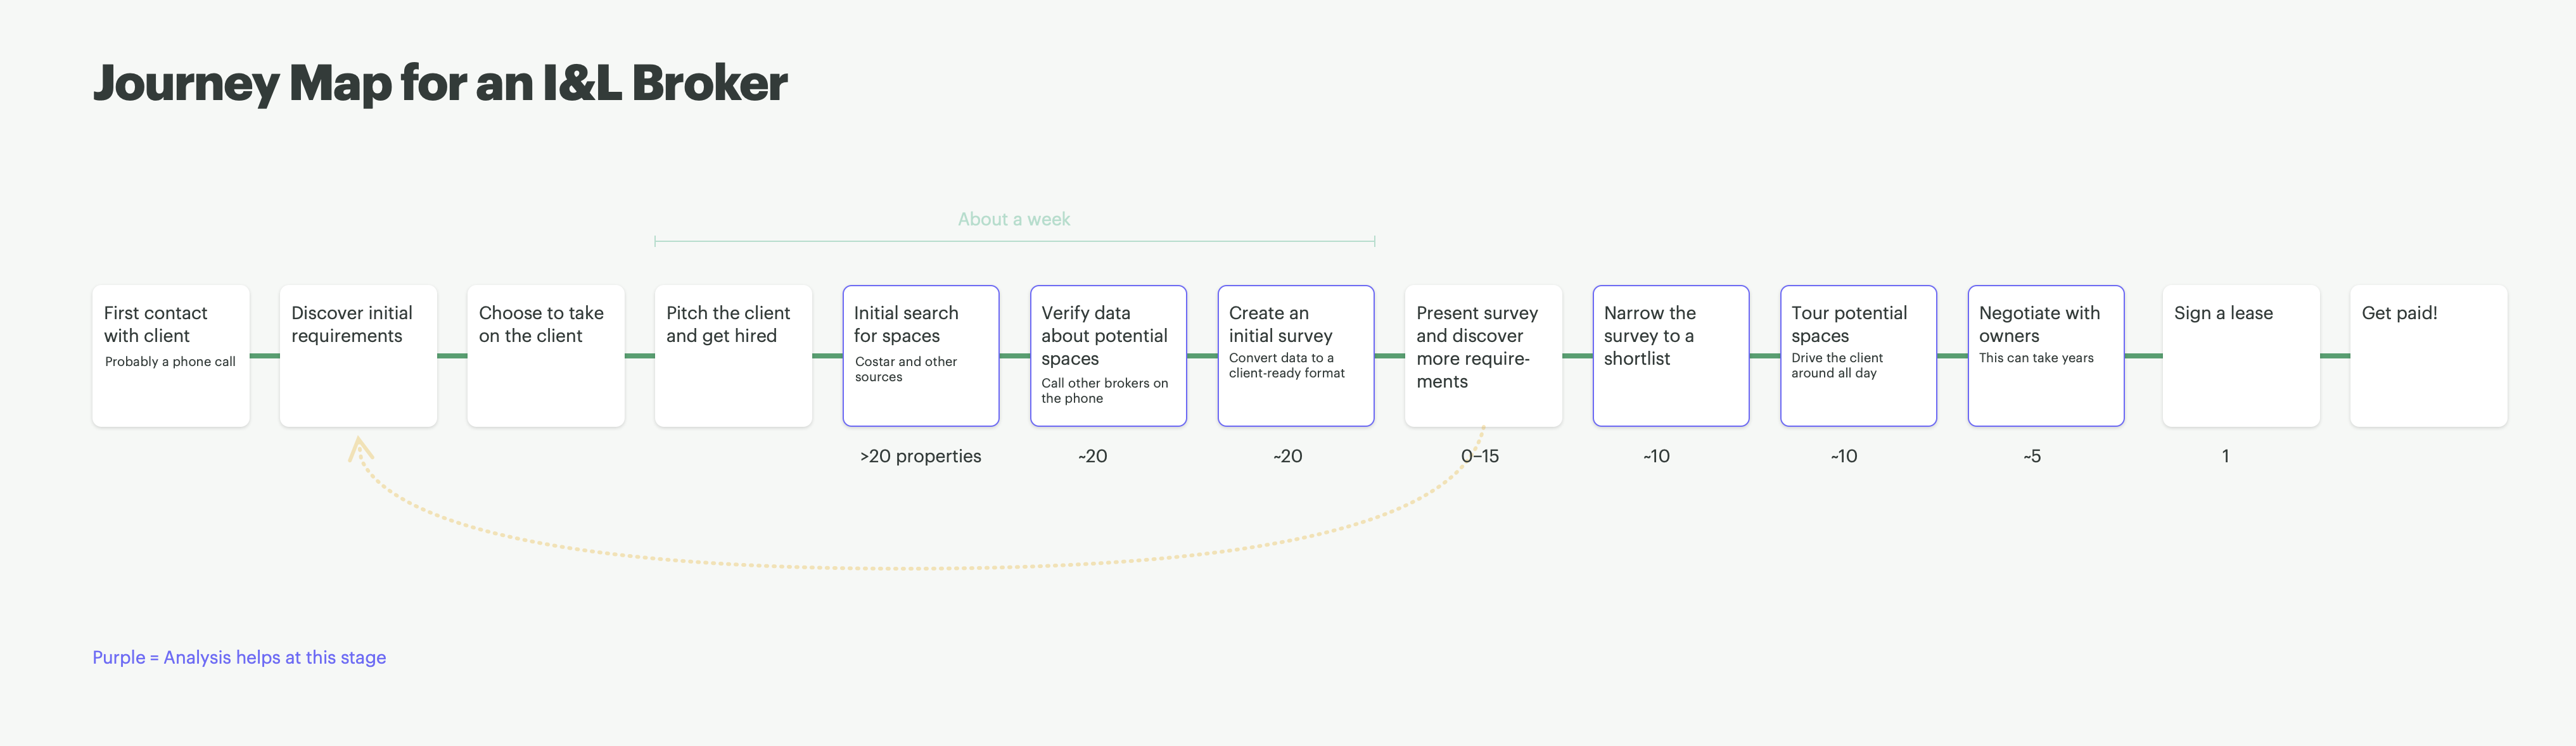 Journey Map for an I&L Broker
About a week
First contact
with client
Probably a phone call
Discover initial
requirements
Choose to take
on the client
Pitch the client
and get hired
Initial search
for spaces
Costar and other
sources
>20 properties
Verify data
about potential
spaces
Call other brokers on
the phone
~20
Create an
initial survey
Convert data to a
client-ready format
~20
Present survey
and discover
more require-
ments
0–15
Narrow the
survey to a
shortlist
~10
Tour potential
spaces
Drive the client
around all day
~10
Negotiate with
owners
This can take years
~5
Sign a lease
1
Get paid!
Purple = Analysis helps at this stage